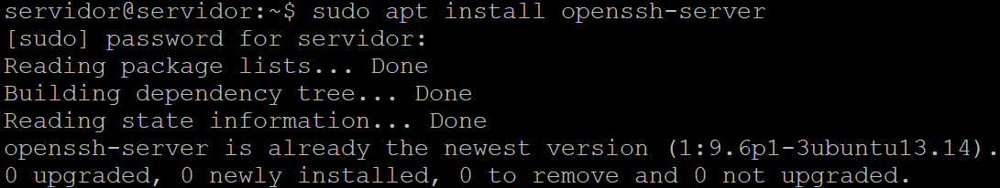 servidor@servidor:~$ sudo apt install openssh-server
[sudo] password for servidor:
Reading package lists... Done
Building dependency tree... Done
Reading state information... Done
openssh-server is already the newest version (1:9.6p1-3ubuntu13.14).
0 upgraded, 0 newly installed, 0 to remove and 0 not upgraded.